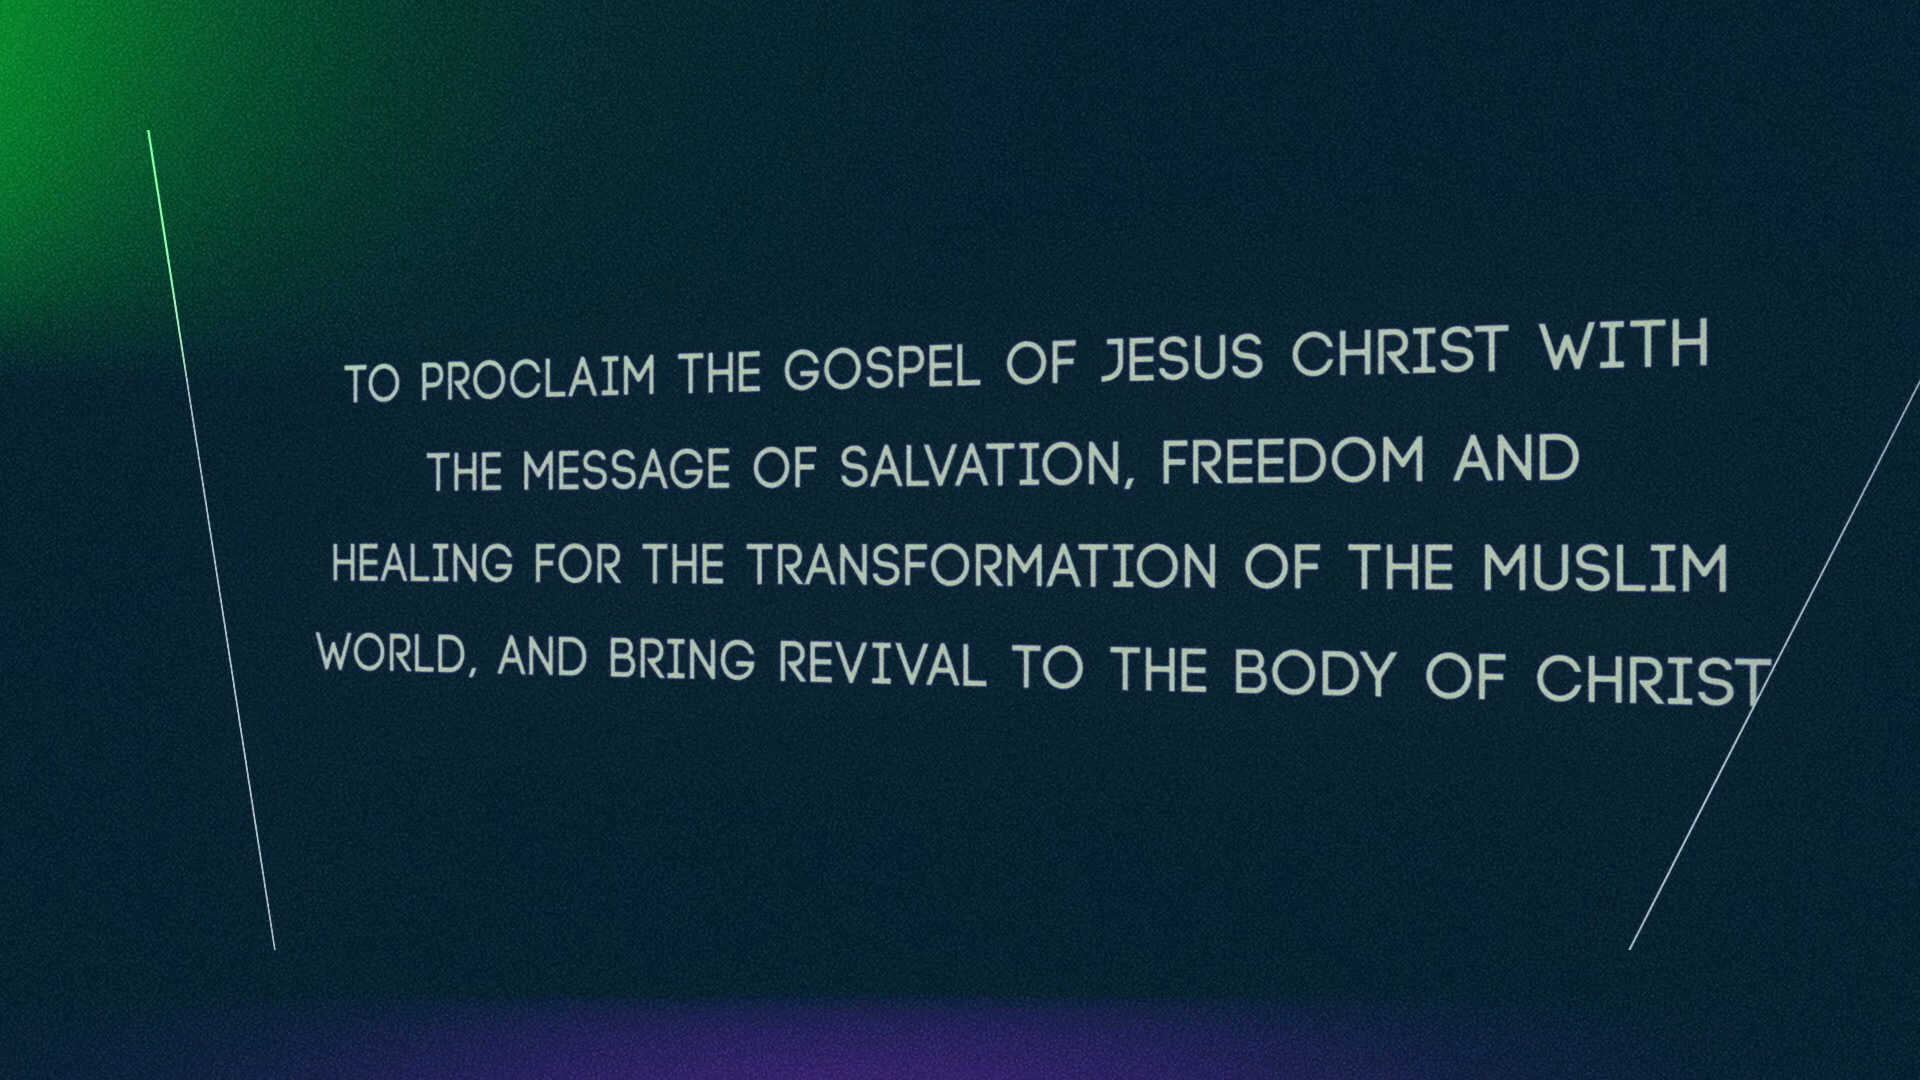 TO PROCLAIM THE GOSPEL OF JESUS CHRIST WITH
THE MESSAGE OF SALVATION, FREEDOM AND
HEALING FOR THE TRANSFORMATION OF THE MUSLIM
WORLD, AND BRING REVIVAL TO THE BODY OF CHRIST